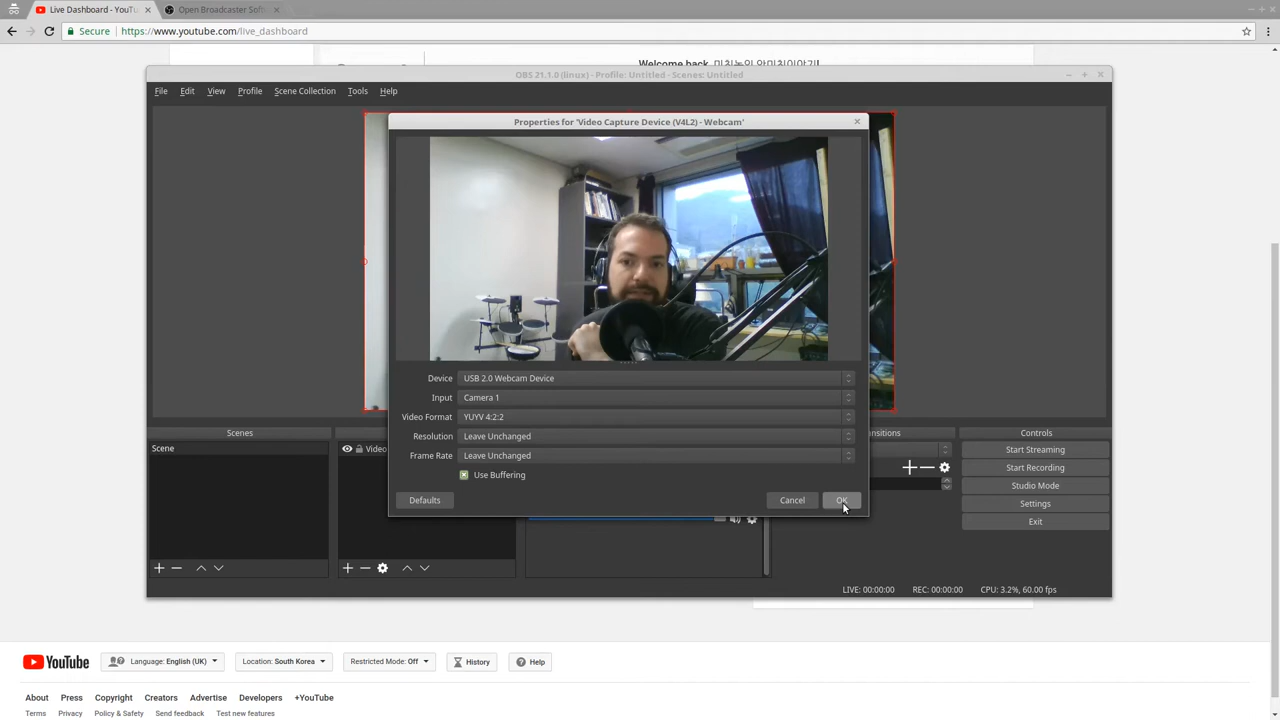 Live Dashboard - YouTu
Open Broadcaster Soft
Secure
https://www.youtube.com/live_dashboard
Welcome back,
OBS 21.1.0 (linux) - Profile: Untitled - Scenes: Untitled
File Edit View Profile Scene Collection Tools Help
Properties for 'Video Capture Device (V4L2) - Webcam'
Device USB 2.0 Webcam Device
Input Camera 1
Video Format YUYV 4:2:2
Resolution Leave Unchanged
Frame Rate Leave Unchanged
Use Buffering
Defaults Cancel OK
Scenes
Scene
Video
ansitions
Controls
Start Streaming
Start Recording
Studio Mode
Settings
Exit
LIVE: 00:00:00 REC: 00:00:00 CPU: 3.2%, 60.00 fps
YouTube Language: English (UK) Location: South Korea Restricted Mode: Off History Help
About Press Copyright Creators Advertise Developers +YouTube
Terms Privacy Policy & Safety Send feedback Test new features